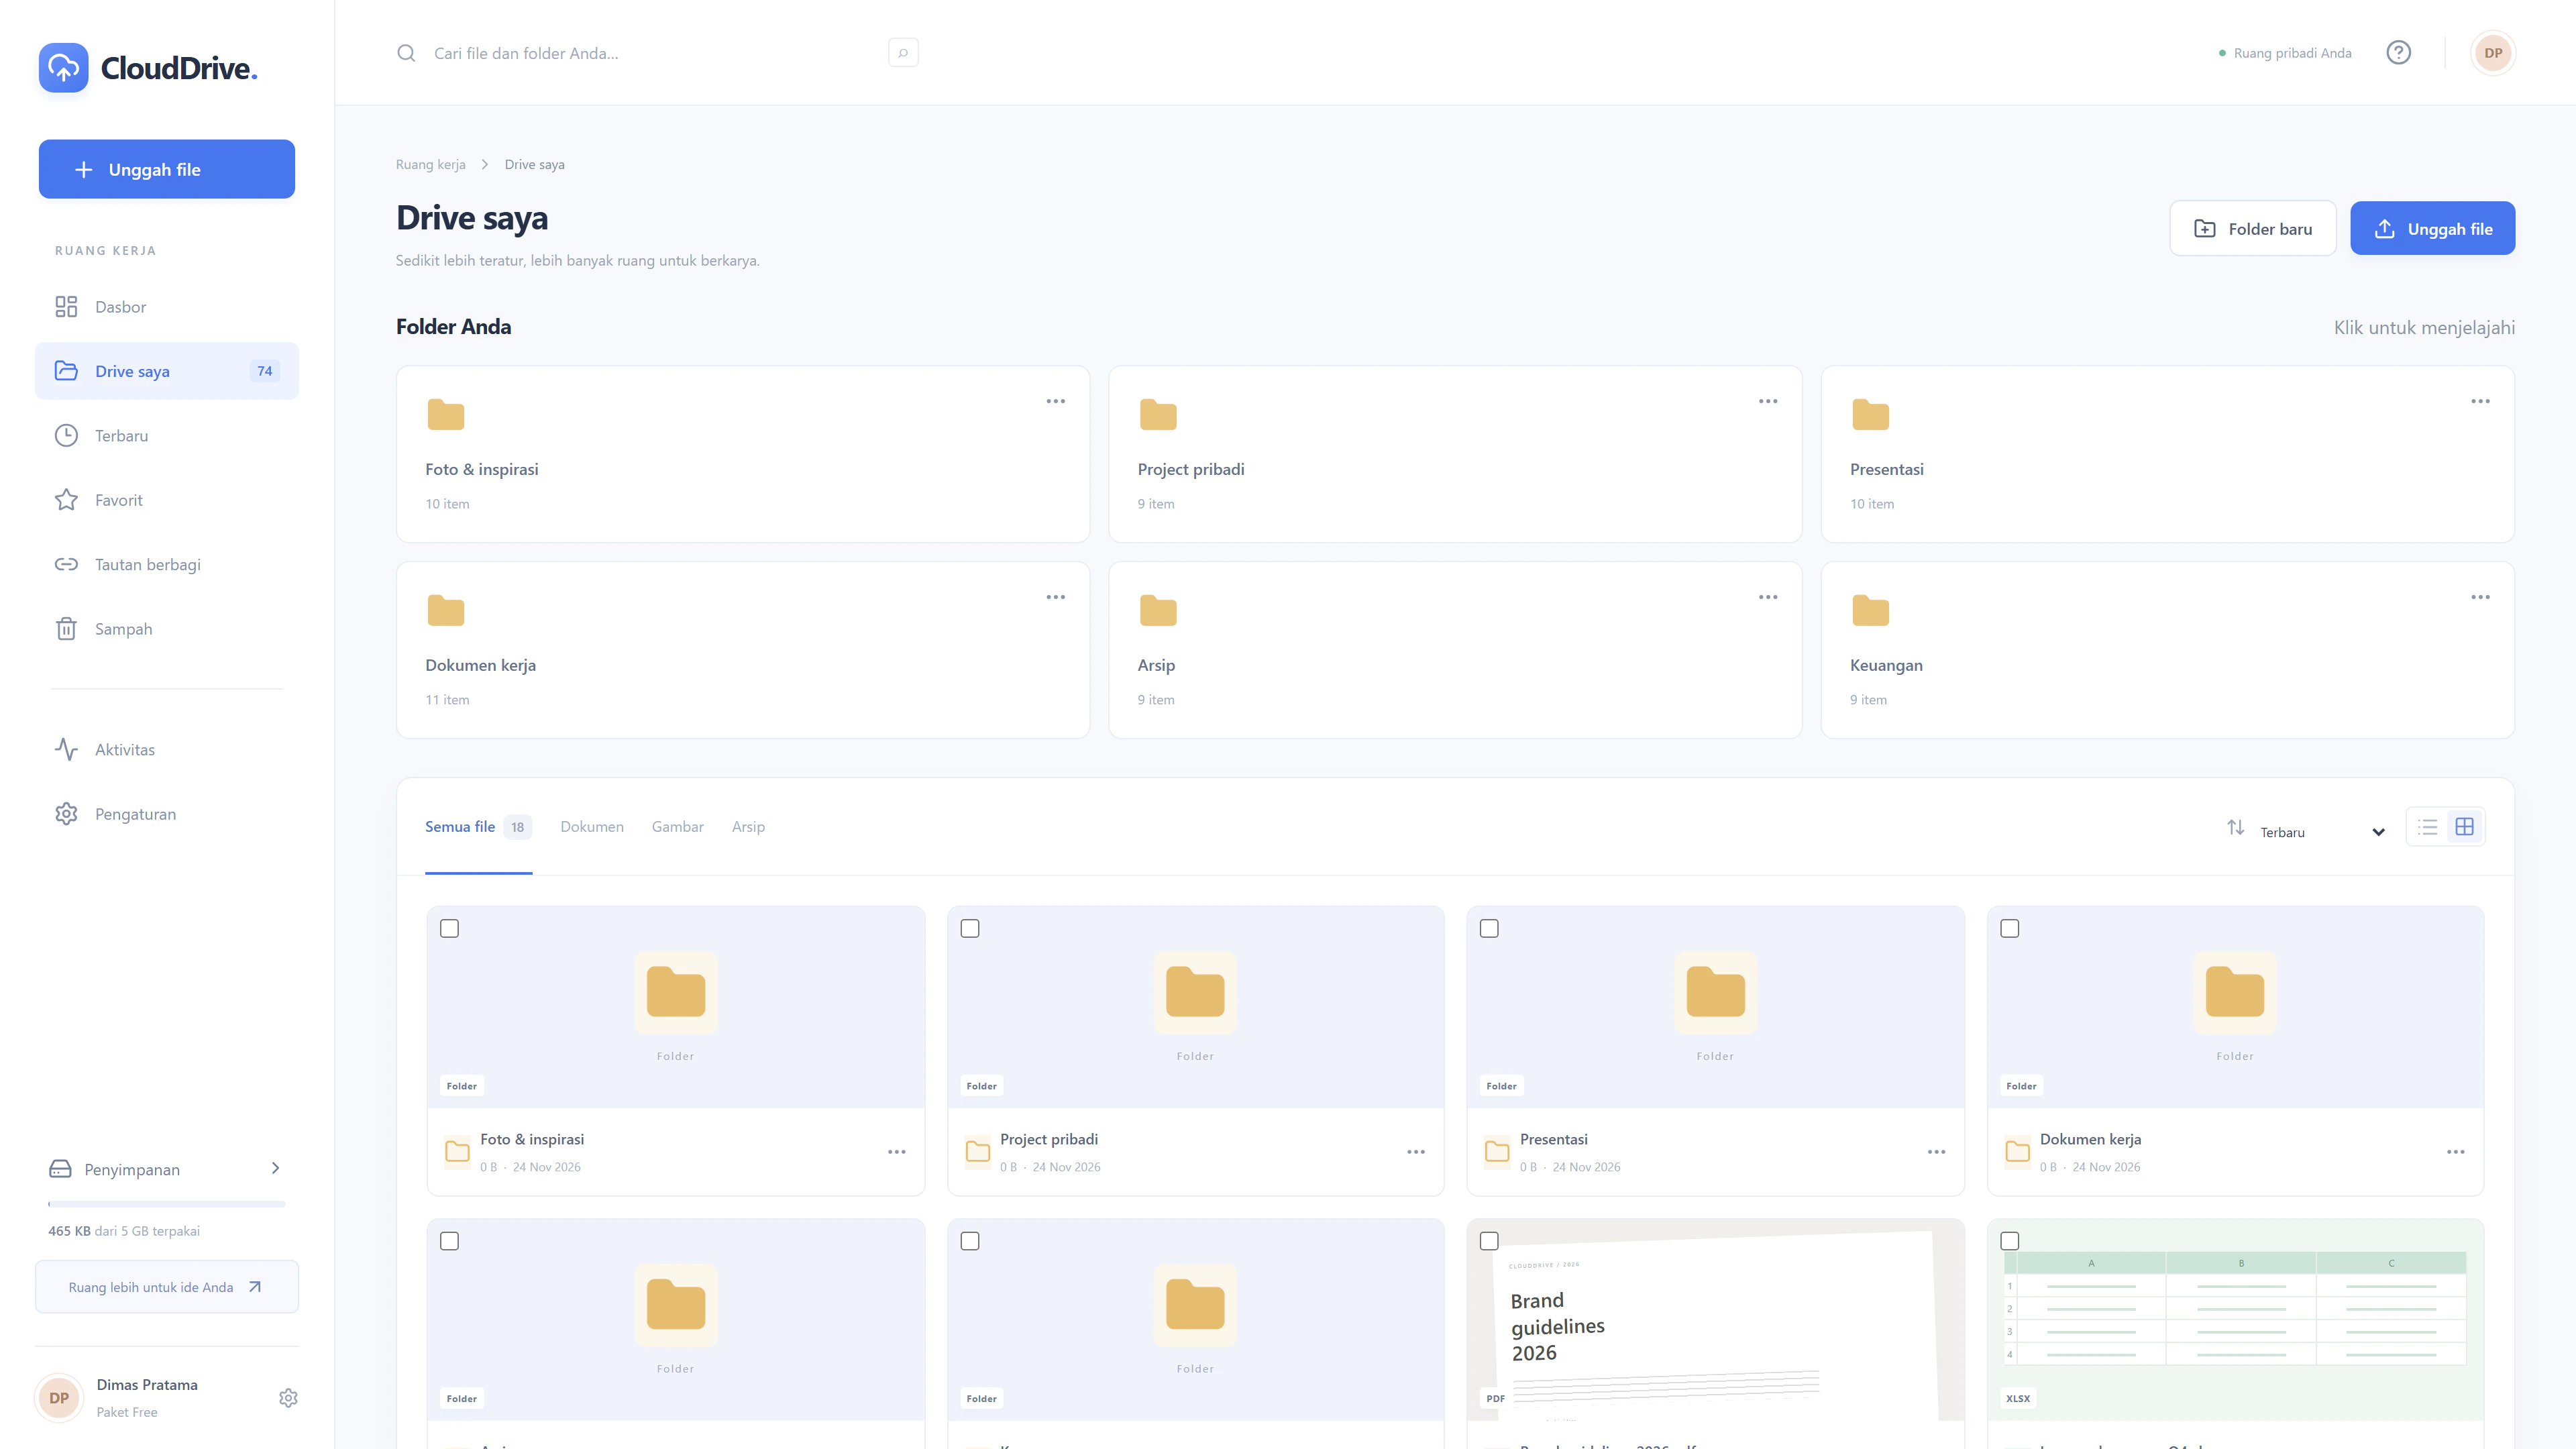 CloudDrive.
Unggah file
RUANG KERJA
Dasbor
Drive saya 74
Terbaru
Favorit
Tautan berbagi
Sampah
Aktivitas
Pengaturan
Penyimpanan
465 KB dari 5 GB terpakai
Ruang lebih untuk ide Anda
DP Dimas Pratama
Paket Free
Cari file dan folder Anda...
Ruang pribadi Anda
DP
Ruang kerja > Drive saya
Drive saya
Sedikit lebih teratur, lebih banyak ruang untuk berkarya.
Folder baru
Unggah file
Folder Anda
Klik untuk menjelajahi
Foto & inspirasi
10 item
Project pribadi
9 item
Presentasi
10 item
Dokumen kerja
11 item
Arsip
9 item
Keuangan
9 item
Semua file 18 Dokumen Gambar Arsip
Terbaru
Folder
Folder
Foto & inspirasi
0 B · 24 Nov 2026
Folder
Folder
Project pribadi
0 B · 24 Nov 2026
Folder
Folder
Presentasi
0 B · 24 Nov 2026
Folder
Folder
Dokumen kerja
0 B · 24 Nov 2026
Folder
Folder
Folder
Folder
CLOUDDRIVE / 2026
Brand
guidelines
2026
PDF
A B C
1
2
3
4
XLSX